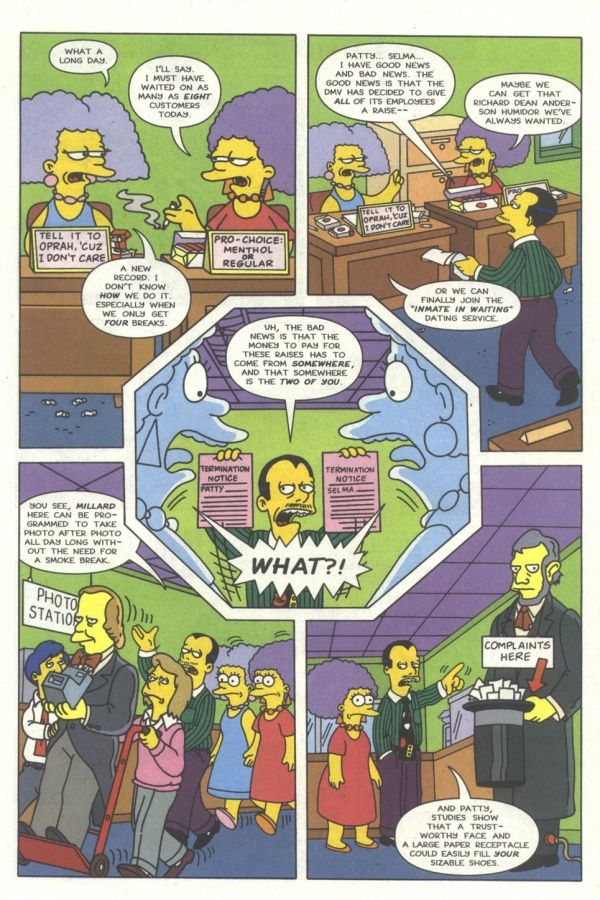 WHAT A
LONG DAY.
I'LL SAY.
I MUST HAVE
WAITED ON AS
MANY AS EIGHT
CUSTOMERS
TODAY.
TELL IT TO
OPRAH, 'CUZ
I DON'T CARE
PRO-CHOICE:
MENTHOL
OR
REGULAR
A NEW
RECORD. I
DON'T KNOW
HOW WE DO IT.
ESPECIALLY WHEN
WE ONLY GET
FOUR BREAKS.
PATTY... SELMA...
I HAVE GOOD NEWS
AND BAD NEWS. THE
GOOD NEWS IS THAT THE
DMV HAS DECIDED TO GIVE
ALL OF ITS EMPLOYEES
A RAISE--
MAYBE WE
CAN GET THAT
RICHARD DEAN ANDER-
SON HUMIDOR WE'VE
ALWAYS WANTED.
TELL IT TO
OPRAH, 'CUZ
I DON'T CARE
PRO
OR WE CAN
FINALLY JOIN THE
"INMATE IN WAITING"
DATING SERVICE.
UH, THE BAD
NEWS IS THAT THE
MONEY TO PAY FOR
THESE RAISES HAS TO
COME FROM SOMEWHERE,
AND THAT SOMEWHERE
IS THE TWO OF YOU.
TERMINATION
NOTICE
PATTY
TERMINATION
NOTICE
SELMA
WHAT?!
YOU SEE, MILLARD
HERE CAN BE PRO-
GRAMMED TO TAKE
PHOTO AFTER PHOTO
ALL DAY LONG WITH-
OUT THE NEED FOR
A SMOKE BREAK.
PHOTO
STATION
COMPLAINTS
HERE
AND PATTY,
STUDIES SHOW
THAT A TRUST-
WORTHY FACE AND
A LARGE PAPER RECEPTACLE
COULD EASILY FILL YOUR
SIZABLE SHOES.